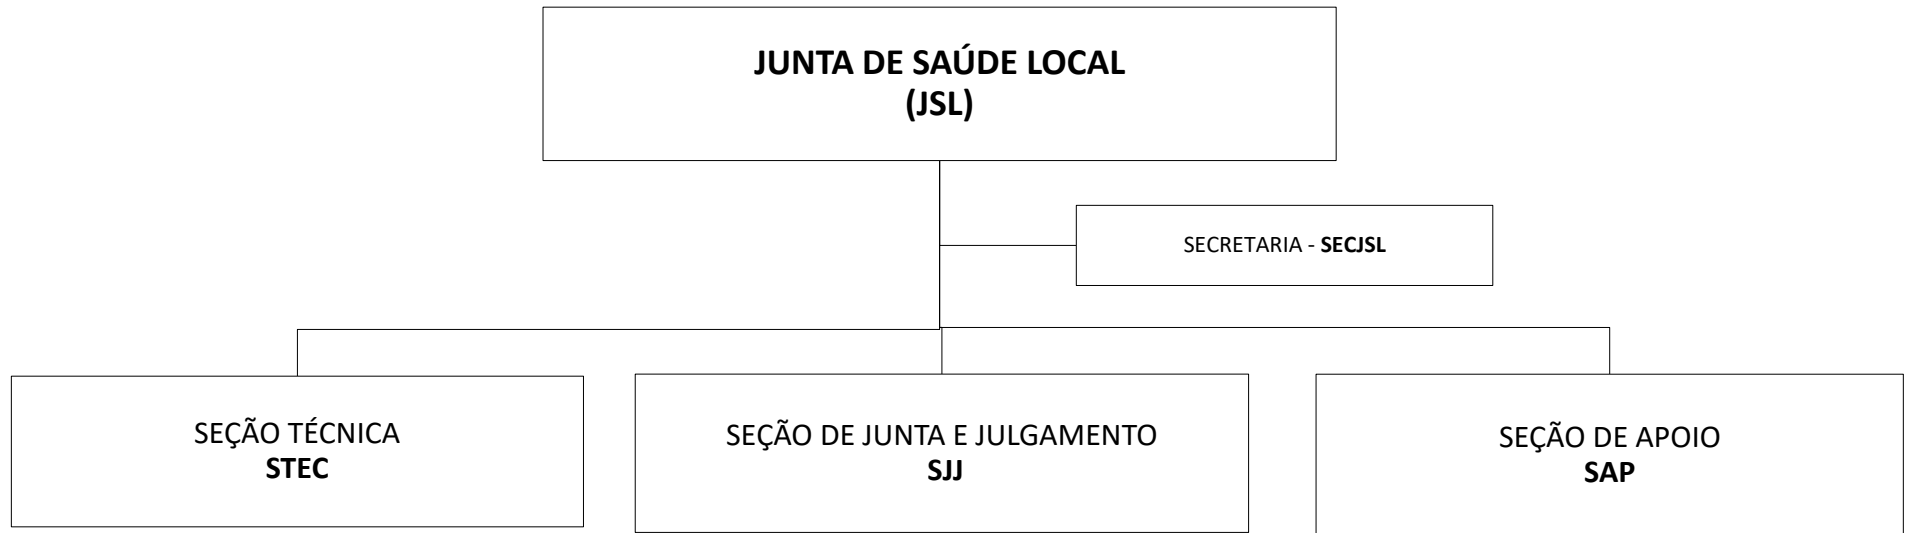 JUNTA DE SAÚDE LOCAL
(JSL)
SECRETARIA - SECJSL
SEÇÃO TÉCNICA
STEC
SEÇÃO DE JUNTA E JULGAMENTO
SJJ
SEÇÃO DE APOIO
SAP